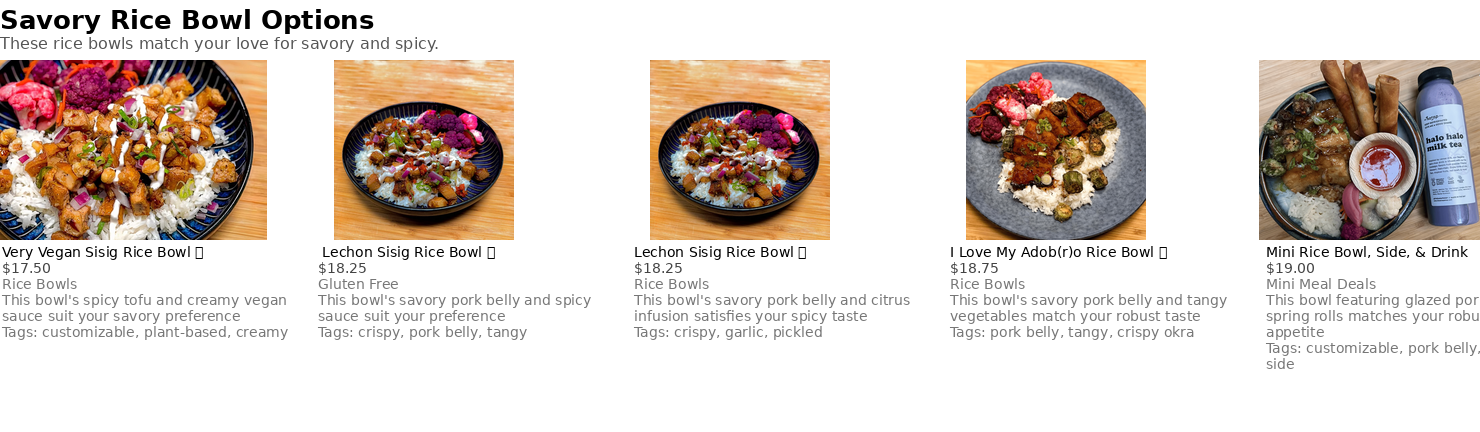 Savory Rice Bowl Options
These rice bowls match your love for savory and spicy.
halo halo
milk tea
Very Vegan Sisig Rice Bowl
$17.50
Rice Bowls
This bowl's spicy tofu and creamy vegan
sauce suit your savory preference
Tags: customizable, plant-based, creamy
Lechon Sisig Rice Bowl
$18.25
Gluten Free
This bowl's savory pork belly and spicy
sauce suit your preference
Tags: crispy, pork belly, tangy
Lechon Sisig Rice Bowl
$18.25
Rice Bowls
This bowl's savory pork belly and citrus
infusion satisfies your spicy taste
Tags: crispy, garlic, pickled
I Love My Adob(r)o Rice Bowl
$18.75
Rice Bowls
This bowl's savory pork belly and tangy
vegetables match your robust taste
Tags: pork belly, tangy, crispy okra
Mini Rice Bowl, Side, & Drink
$19.00
Mini Meal Deals
This bowl featuring glazed por
spring rolls matches your robu
appetite
Tags: customizable, pork belly,
side